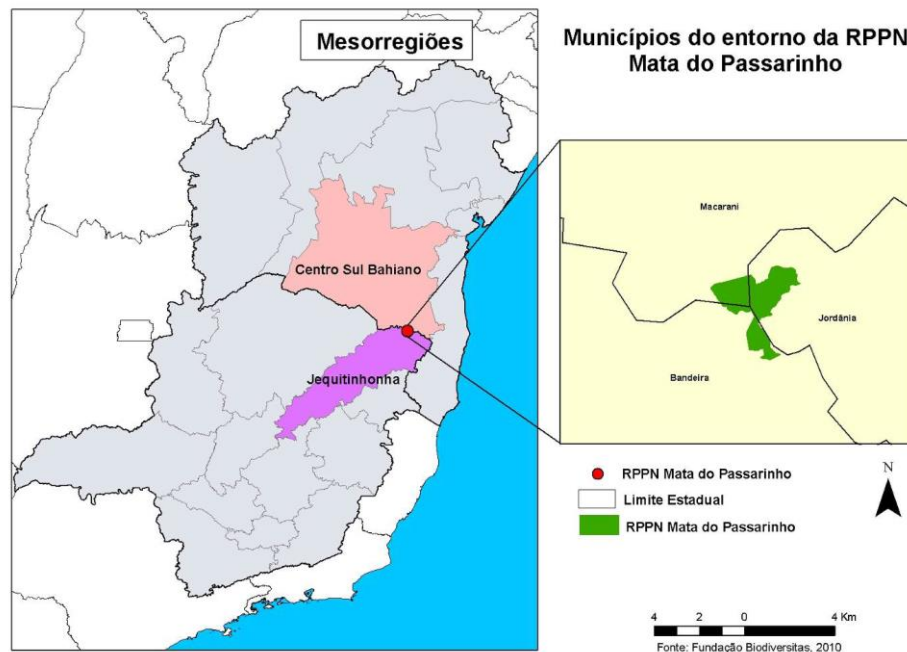 Mesorregiões
Municípios do entorno da RPPN
Mata do Passarinho
Centro Sul Bahiano
Jequitinhonha
Macarani
Jordânia
Bandeira
N
RPPN Mata do Passarinho
Limite Estadual
RPPN Mata do Passarinho
4 2 0 4 Km
Fonte: Fundação Biodiversitas, 2010